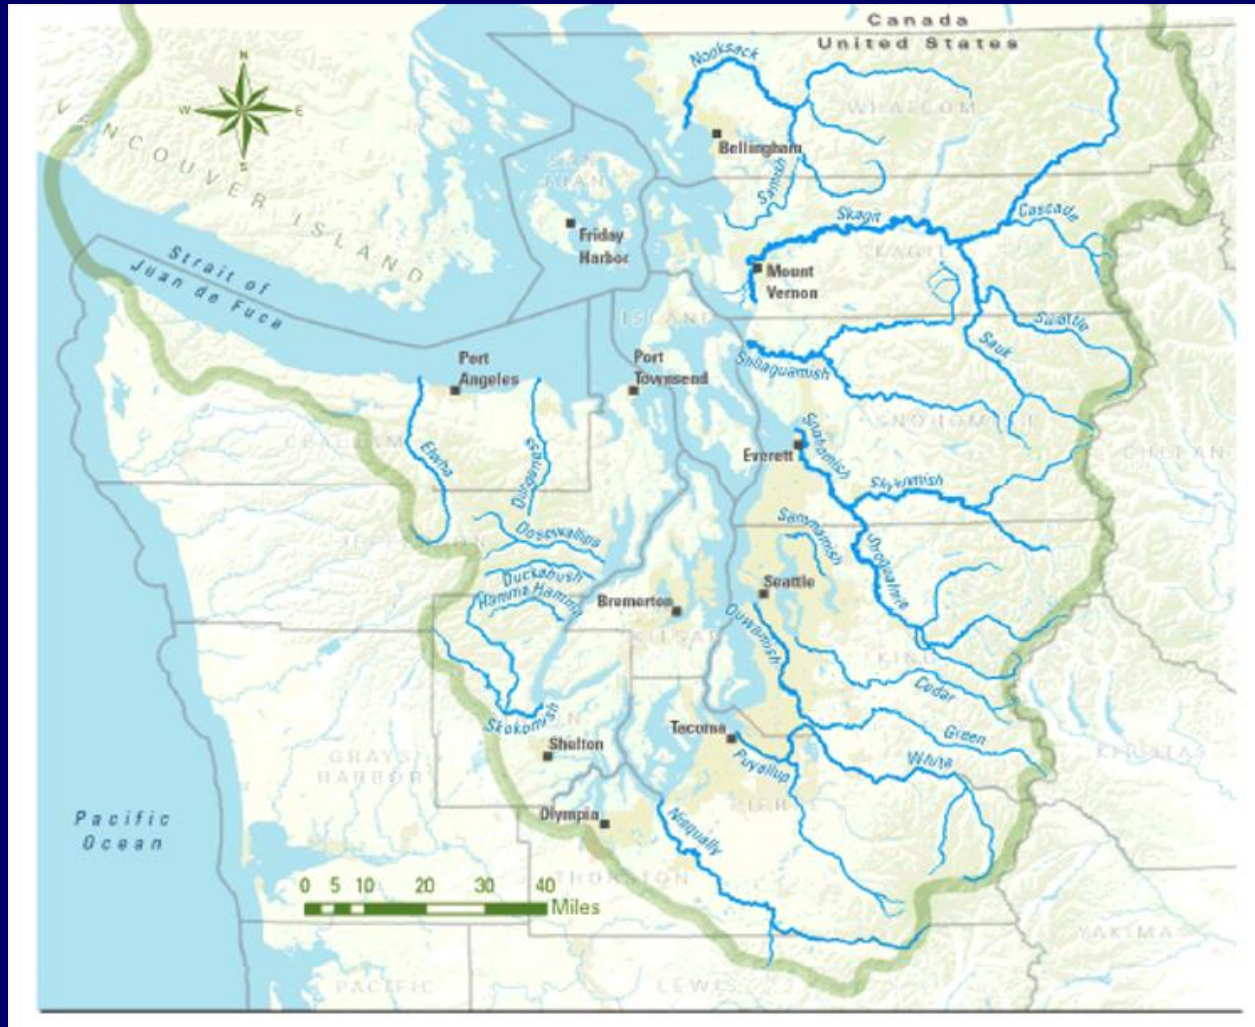 Canada
United States
N
W
E
S
Nooksack
WHATCOM
Bellingham
VANCOUVER ISLAND
SAN
JUAN
Samish
Skagit
Cascade
Friday
Harbor
SKAGIT
Strait of
Juan de Fuca
Mount
Vernon
ISLAND
Suiattle
Sauk
Stillaguamish
Port
Angeles
Port
Townsend
CLALLAM
SNOHOMISH
CHELAN
Elwha
Snohomish
Everett
Skykomish
Dosewallips
Sammamish
Duckabush
Hamma Hamma
Snoqualmie
Seattle
Bremerton
KITSAP
Duwamish
KING
Cedar
Skokomish
Tacoma
Green
KITTITAS
Shelton
GRAYS
HARBOR
Puyallup
White
PIERCE
Olympia
Nisqually
Pacific
Ocean
THURSTON
0 5 10 20 30 40
Miles
YAKIMA
PACIFIC
LEWIS